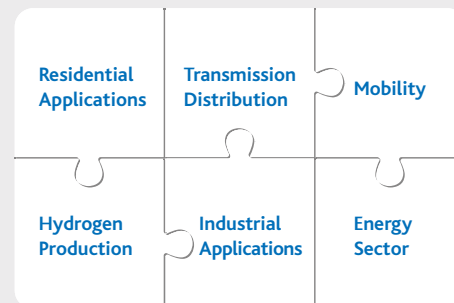 Residential
Applications
Transmission
Distribution
Mobility
Hydrogen
Production
Industrial
Applications
Energy
Sector